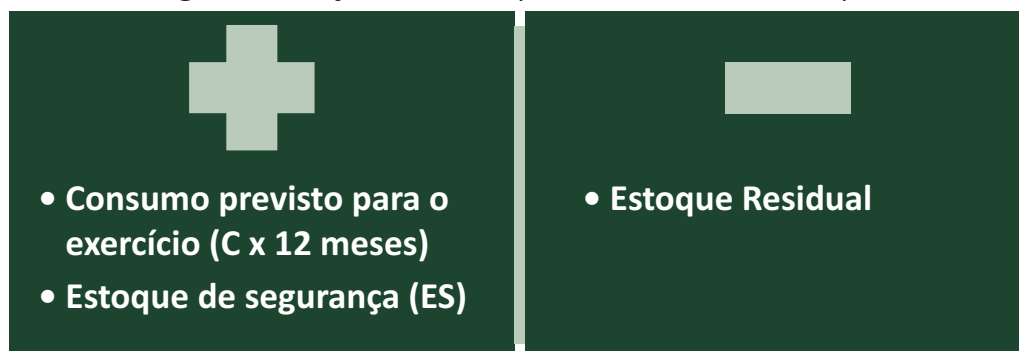 • Consumo previsto para o
exercício (C x 12 meses)
• Estoque de segurança (ES)
• Estoque Residual